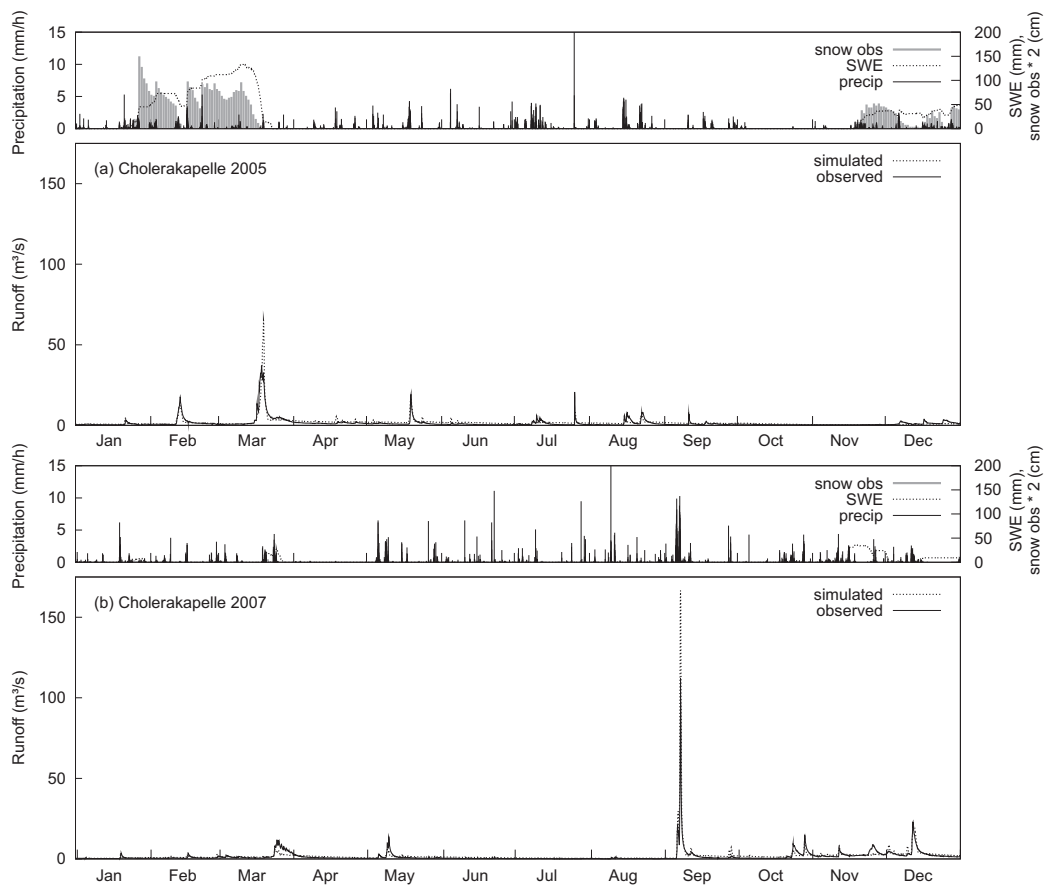 Precipitation (mm/h)
15
10
5
0
snow obs
SWE
precip
200
150
100
50
0
SWE (mm),
snow obs * 2 (cm)
(a) Cholerakapelle 2005
simulated
observed
Runoff (m³/s)
150
100
50
0
Jan Feb Mar Apr May Jun Jul Aug Sep Oct Nov Dec
Precipitation (mm/h)
15
10
5
0
snow obs
SWE
precip
200
150
100
50
0
SWE (mm),
snow obs * 2 (cm)
(b) Cholerakapelle 2007
simulated
observed
Runoff (m³/s)
150
100
50
0
Jan Feb Mar Apr May Jun Jul Aug Sep Oct Nov Dec